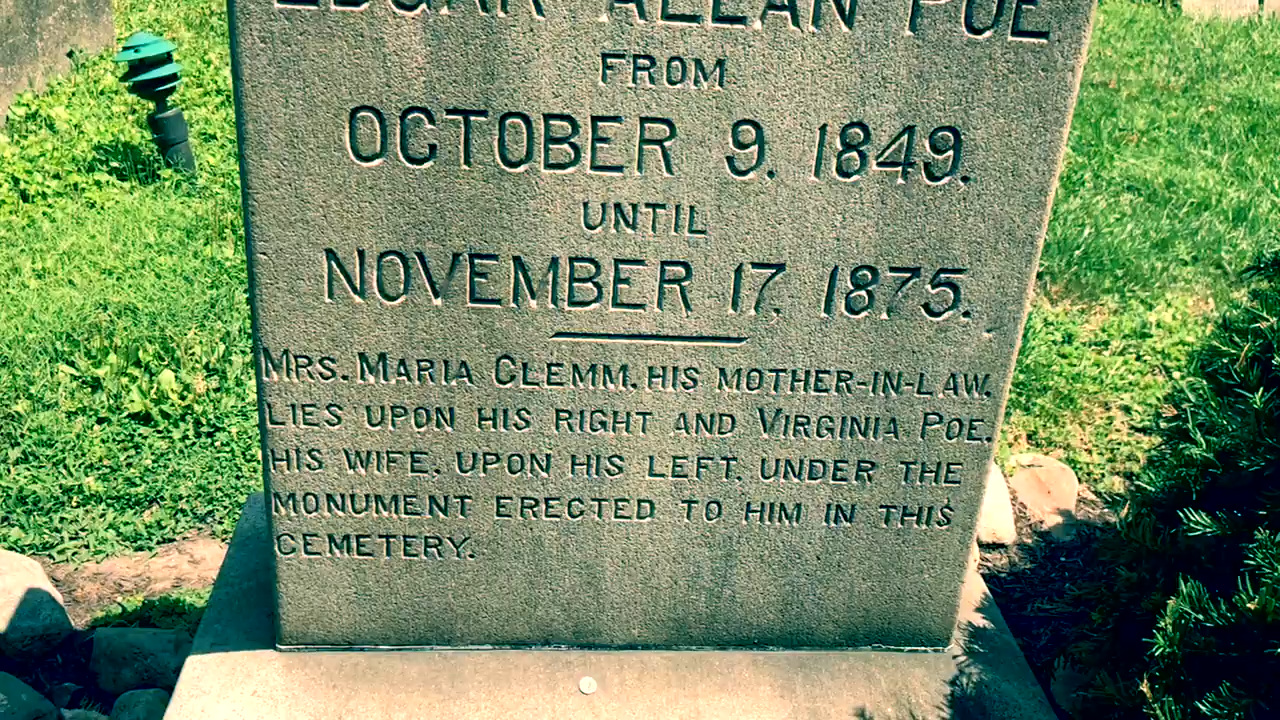 EDGAR ALLAN POE
FROM
OCTOBER 9. 1849.
UNTIL
NOVEMBER 17. 1875.
MRS. MARIA CLEMM, HIS MOTHER-IN-LAW,
LIES UPON HIS RIGHT AND VIRGINIA POE,
HIS WIFE, UPON HIS LEFT, UNDER THE
MONUMENT ERECTED TO HIM IN THIS
CEMETERY.